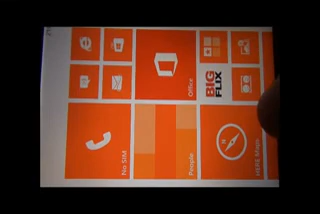 Office
BIG
FLIX
No SIM
People
HERE Maps